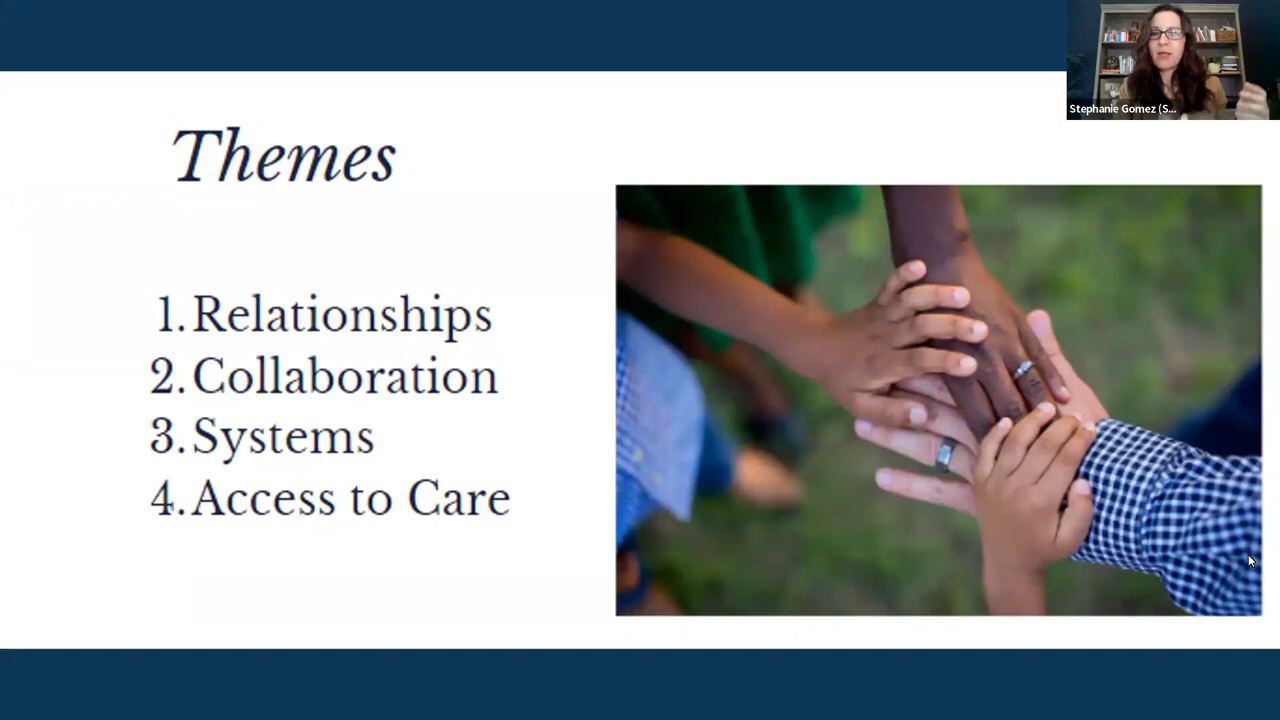 Stephanie Gomez (S...
Themes
1. Relationships
2. Collaboration
3. Systems
4. Access to Care